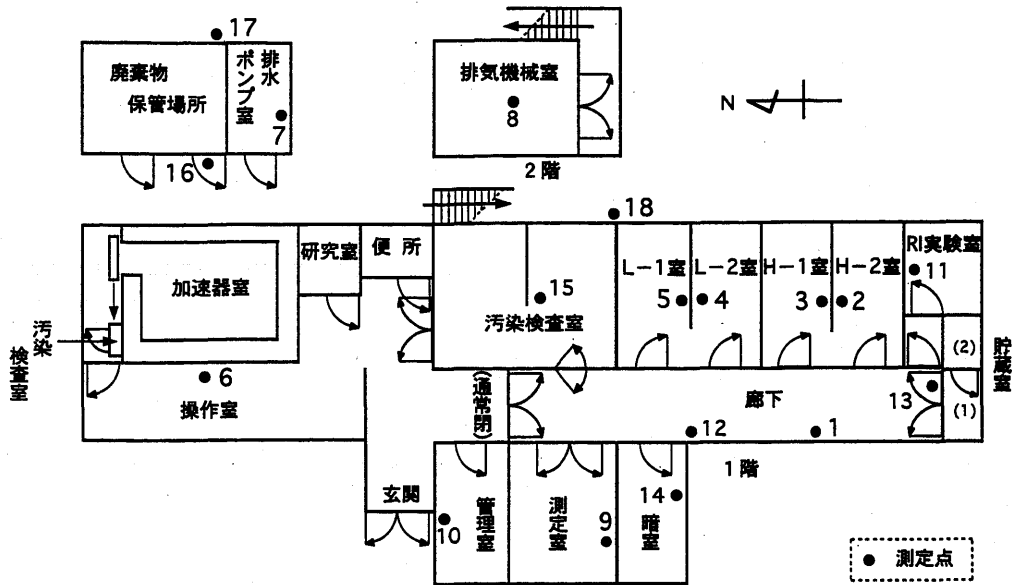 17
廃棄物
保管場所
排水
ポンプ室
7
16
排気機械室
8
2階
N
18
研究室
便所
加速器室
15
汚染検査室
L-1室
L-2室
H-1室
H-2室
RI実験室
11
5
4
3
2
汚染
検査室
6
操作室
(通常閉)
廊下
13
(2)
(1)
貯蔵室
12
1
1階
玄関
10
管理室
測定室
9
14
暗室
● 測定点